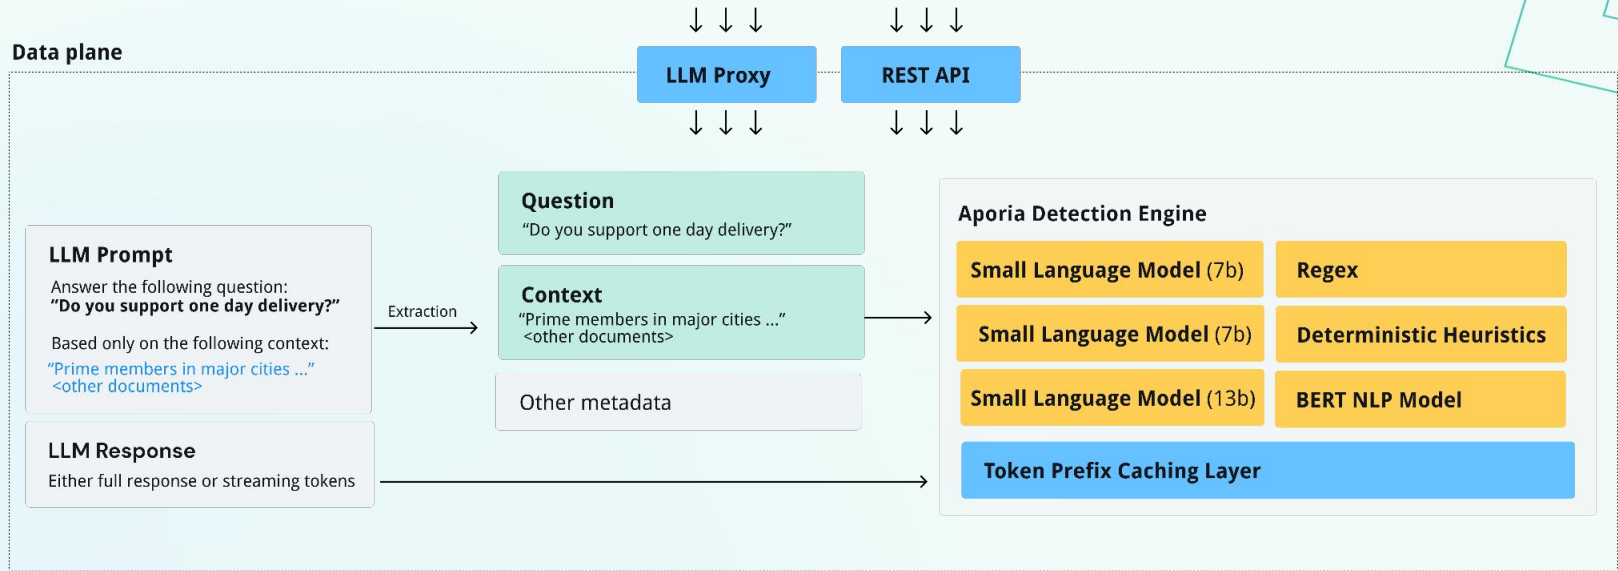 Data plane
LLM Proxy
REST API
LLM Prompt
Answer the following question:
“Do you support one day delivery?”
Based only on the following context:
“Prime members in major cities ...”
<other documents>
LLM Response
Either full response or streaming tokens
Extraction
Question
“Do you support one day delivery?”
Context
“Prime members in major cities ...”
<other documents>
Other metadata
Aporia Detection Engine
Small Language Model (7b)
Regex
Small Language Model (7b)
Deterministic Heuristics
Small Language Model (13b)
BERT NLP Model
Token Prefix Caching Layer